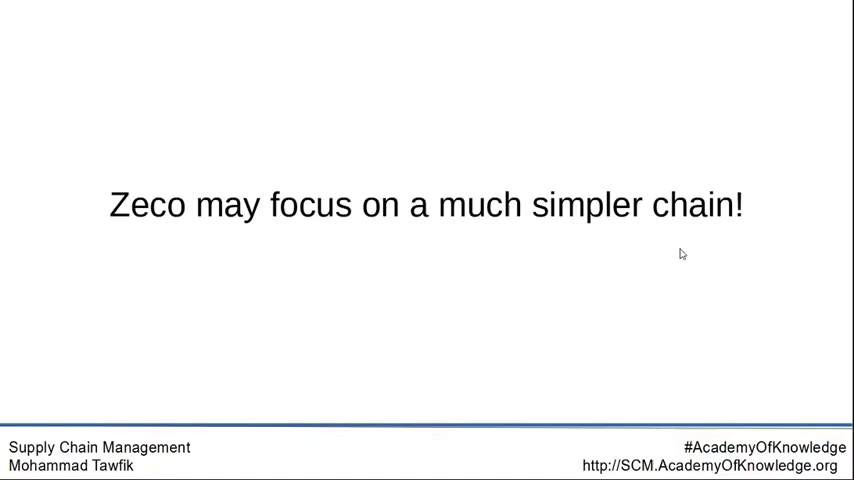 Zeco may focus on a much simpler chain!
Supply Chain Management
#AcademyOfKnowledge
Mohammad Tawfik
http://SCM.AcademyOfKnowledge.org